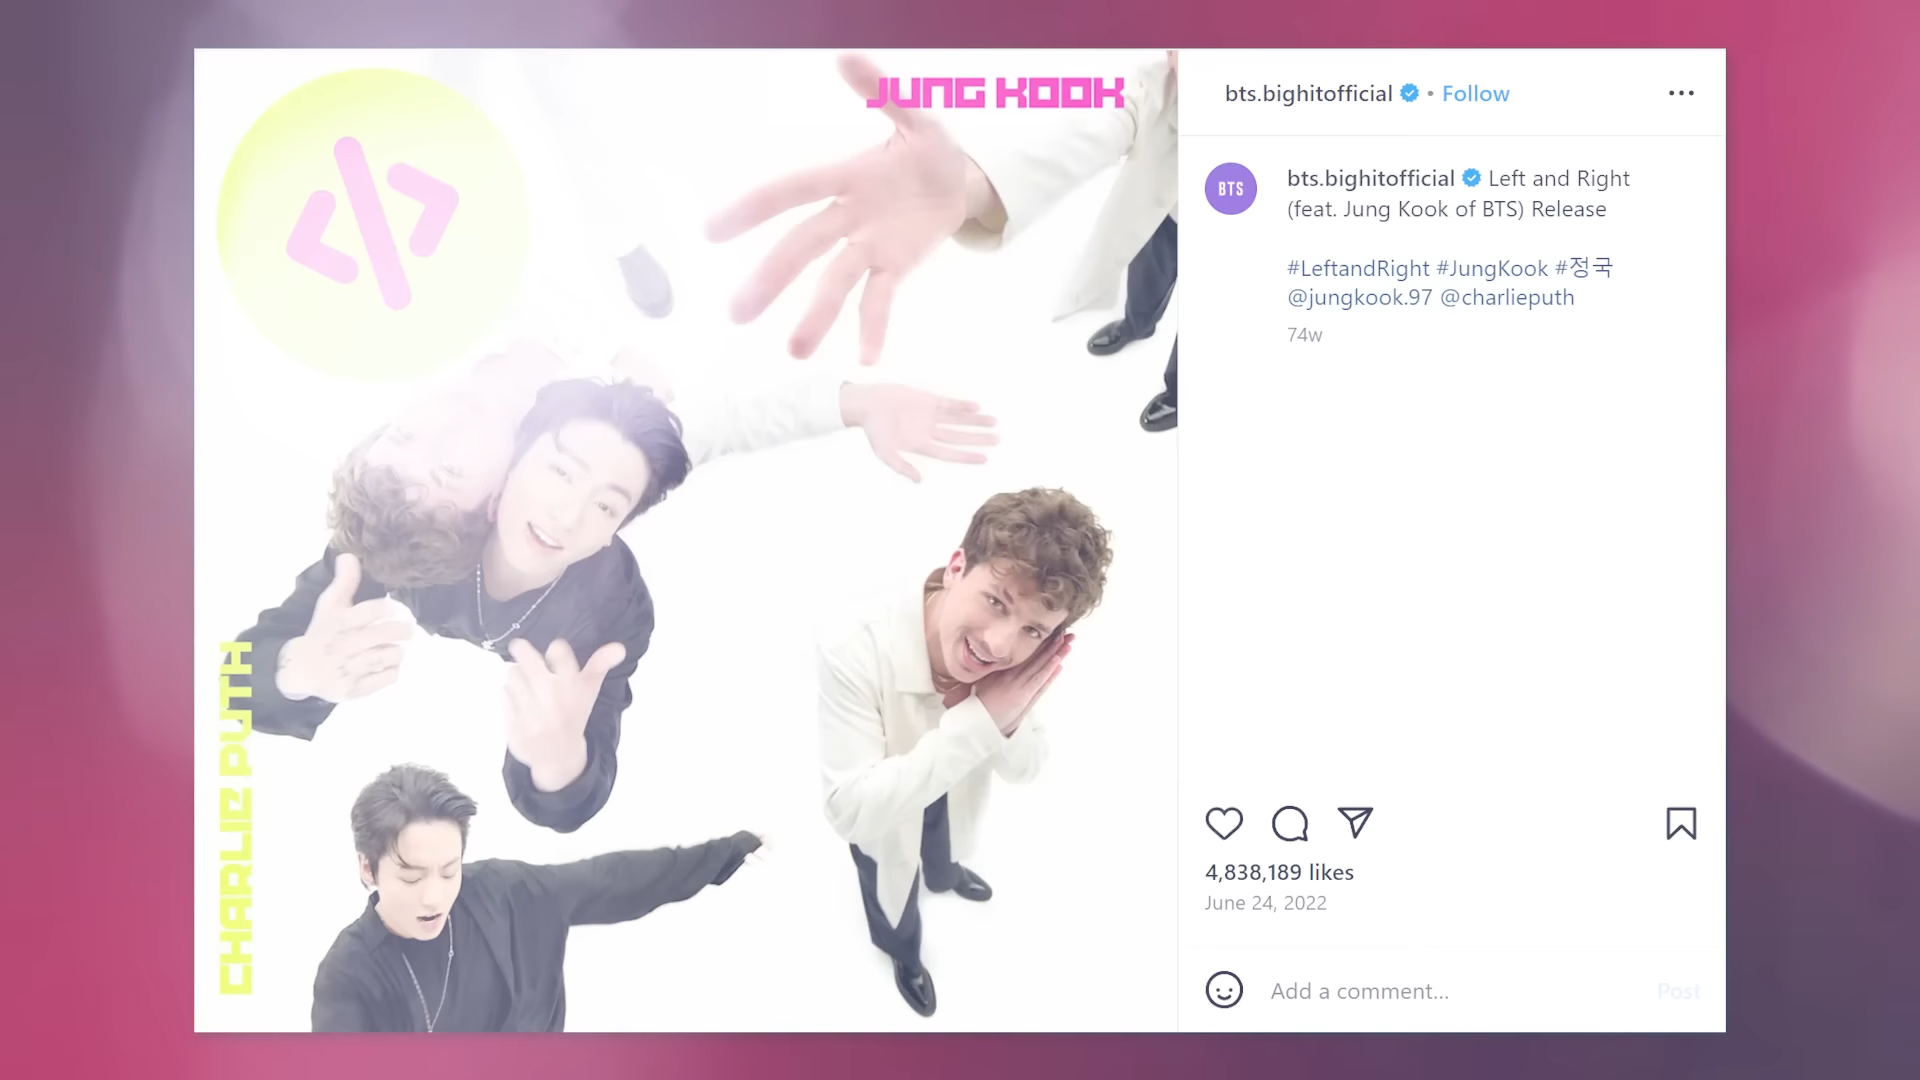 JUNG KOOK
CHARLIE PUTH
bts.bighitofficial • Follow
BTS
bts.bighitofficial Left and Right
(feat. Jung Kook of BTS) Release
#LeftandRight #JungKook #정국
@jungkook.97 @charlieputh
74w
4,838,189 likes
June 24, 2022
Add a comment...
Post